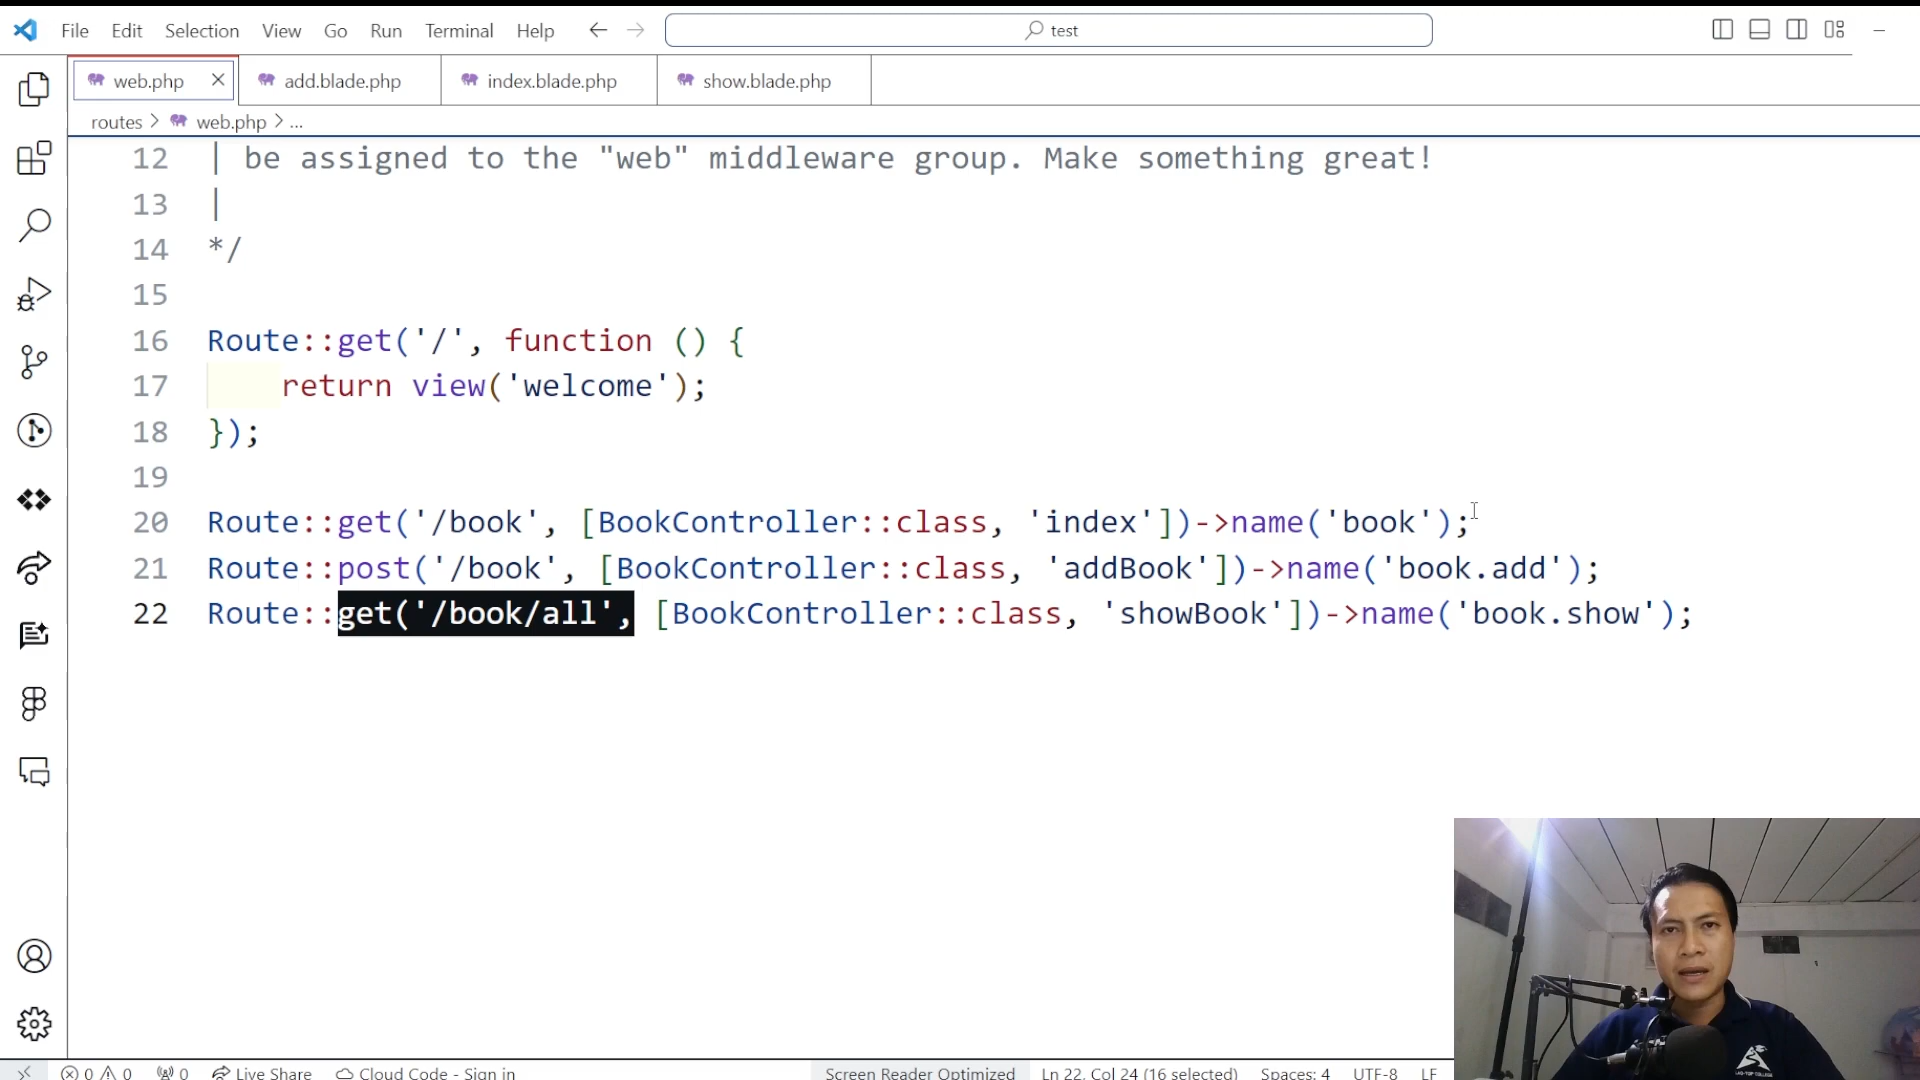 File Edit Selection View Go Run Terminal Help test
web.php add.blade.php index.blade.php show.blade.php
routes > web.php > ...
12 | be assigned to the "web" middleware group. Make something great!
13 |
14 */
15
16 Route::get('/', function () {
17 return view('welcome');
18 });
19
20 Route::get('/book', [BookController::class, 'index'])->name('book');
21 Route::post('/book', [BookController::class, 'addBook'])->name('book.add');
22 Route::get('/book/all', [BookController::class, 'showBook'])->name('book.show');
0 0 0 Live Share Cloud Code - Sign in Screen Reader Optimized Ln 22, Col 24 (16 selected) Spaces: 4 UTF-8 LF